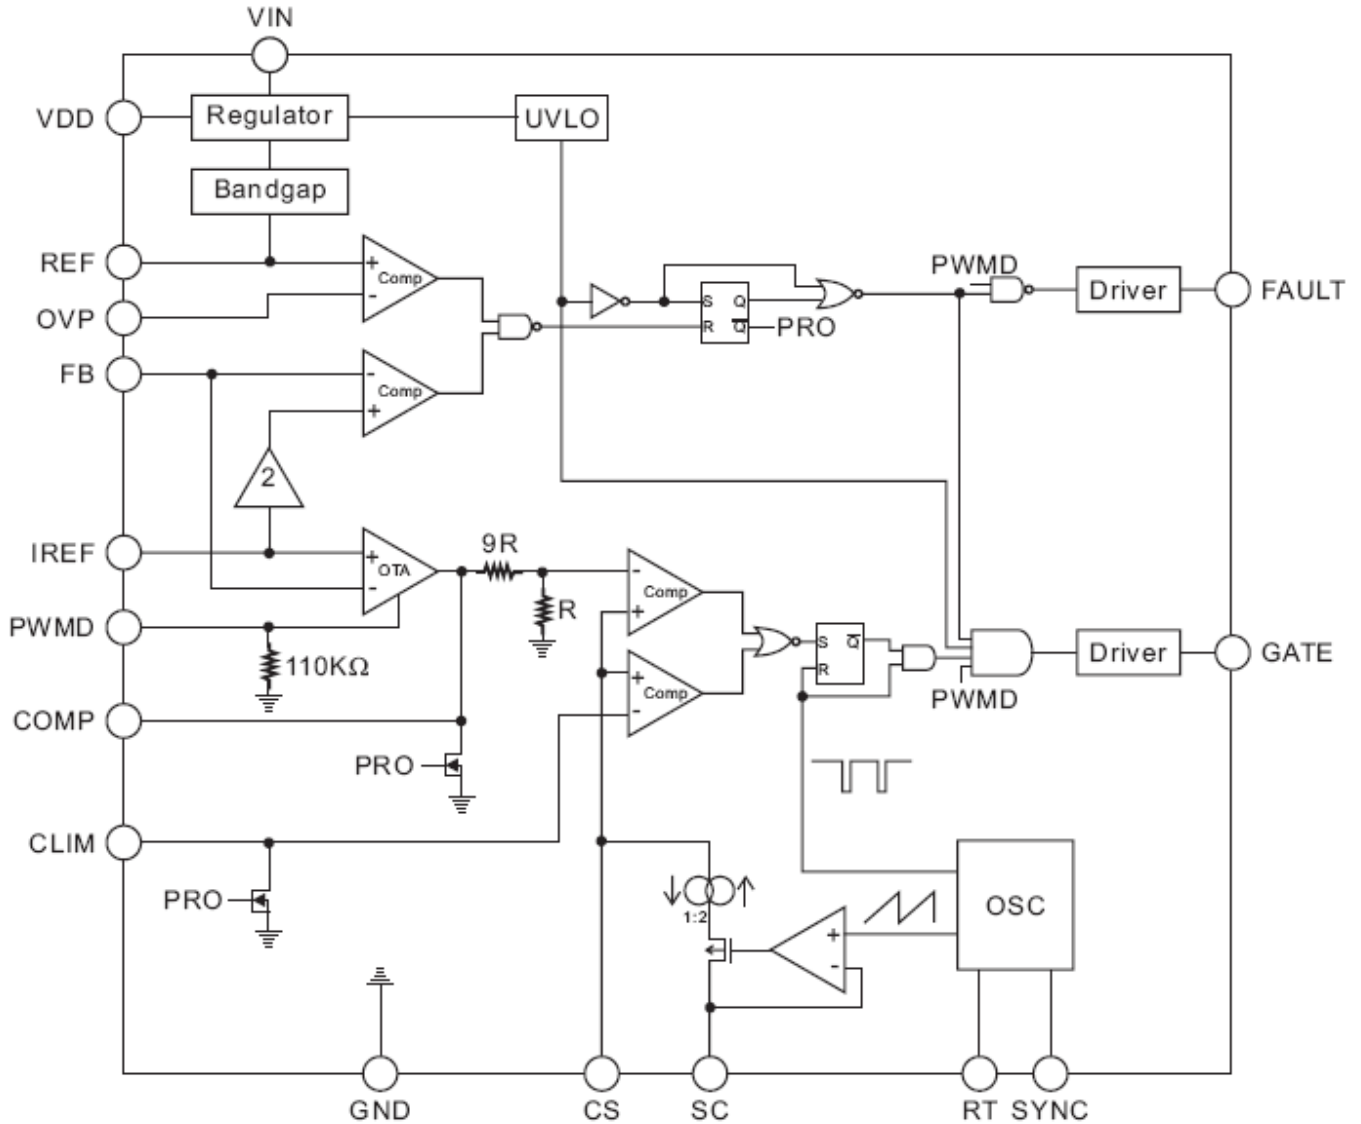 VIN
VDD
Regulator
UVLO
Bandgap
REF
+
Comp
-
OVP
PWMD
Driver
FAULT
S Q
R Q̅
PRO
FB
-
Comp
+
2
IREF
+
OTA
-
9R
R
-
Comp
+
PWMD
110KΩ
+
Comp
-
S Q̅
R
PWMD
Driver
GATE
COMP
PRO
CLIM
PRO
1:2
+
-
OSC
GND
CS
SC
RT
SYNC